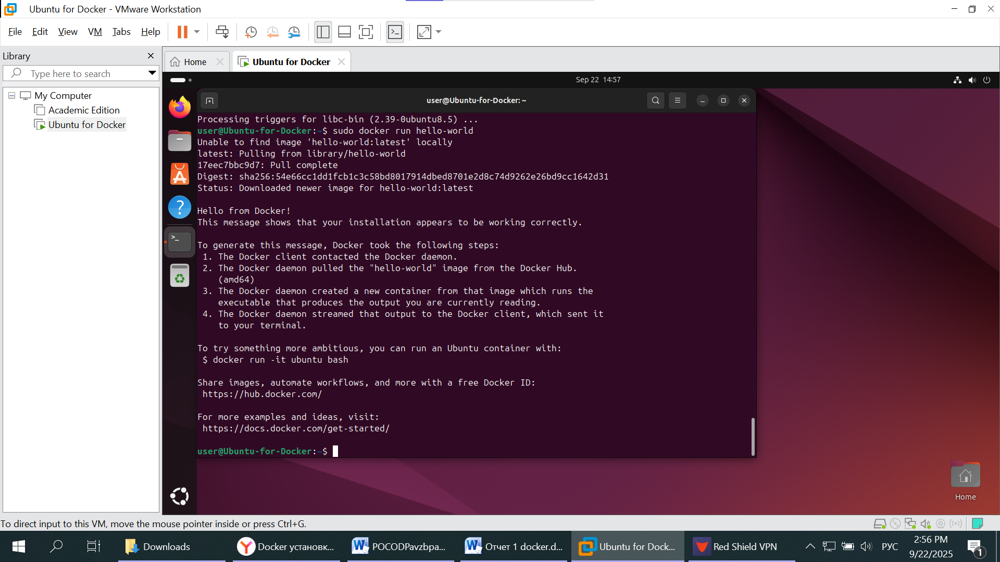 Ubuntu for Docker - VMware Workstation
File Edit View VM Tabs Help
Library
Type here to search
My Computer
Academic Edition
Ubuntu for Docker
Home
Ubuntu for Docker
Sep 22 14:57
user@Ubuntu-for-Docker: ~
Processing triggers for libc-bin (2.39-0ubuntu8.5) ...
user@Ubuntu-for-Docker:~$ sudo docker run hello-world
Unable to find image 'hello-world:latest' locally
latest: Pulling from library/hello-world
17eec7bbc9d7: Pull complete
Digest: sha256:54e66cc1dd1fcb1c3c58bd8017914dbed8701e2d8c74d9262e26bd9cc1642d31
Status: Downloaded newer image for hello-world:latest
Hello from Docker!
This message shows that your installation appears to be working correctly.
To generate this message, Docker took the following steps:
1. The Docker client contacted the Docker daemon.
2. The Docker daemon pulled the "hello-world" image from the Docker Hub.
(amd64)
3. The Docker daemon created a new container from that image which runs the
executable that produces the output you are currently reading.
4. The Docker daemon streamed that output to the Docker client, which sent it
to your terminal.
To try something more ambitious, you can run an Ubuntu container with:
$ docker run -it ubuntu bash
Share images, automate workflows, and more with a free Docker ID:
https://hub.docker.com/
For more examples and ideas, visit:
https://docs.docker.com/get-started/
user@Ubuntu-for-Docker:~$
Home
To direct input to this VM, move the mouse pointer inside or press Ctrl+G.
Downloads
Docker установк...
POCODPavzbpa...
Отчет 1 docker.d...
Ubuntu for Dock...
Red Shield VPN
РУС
2:56 PM
9/22/2025
1